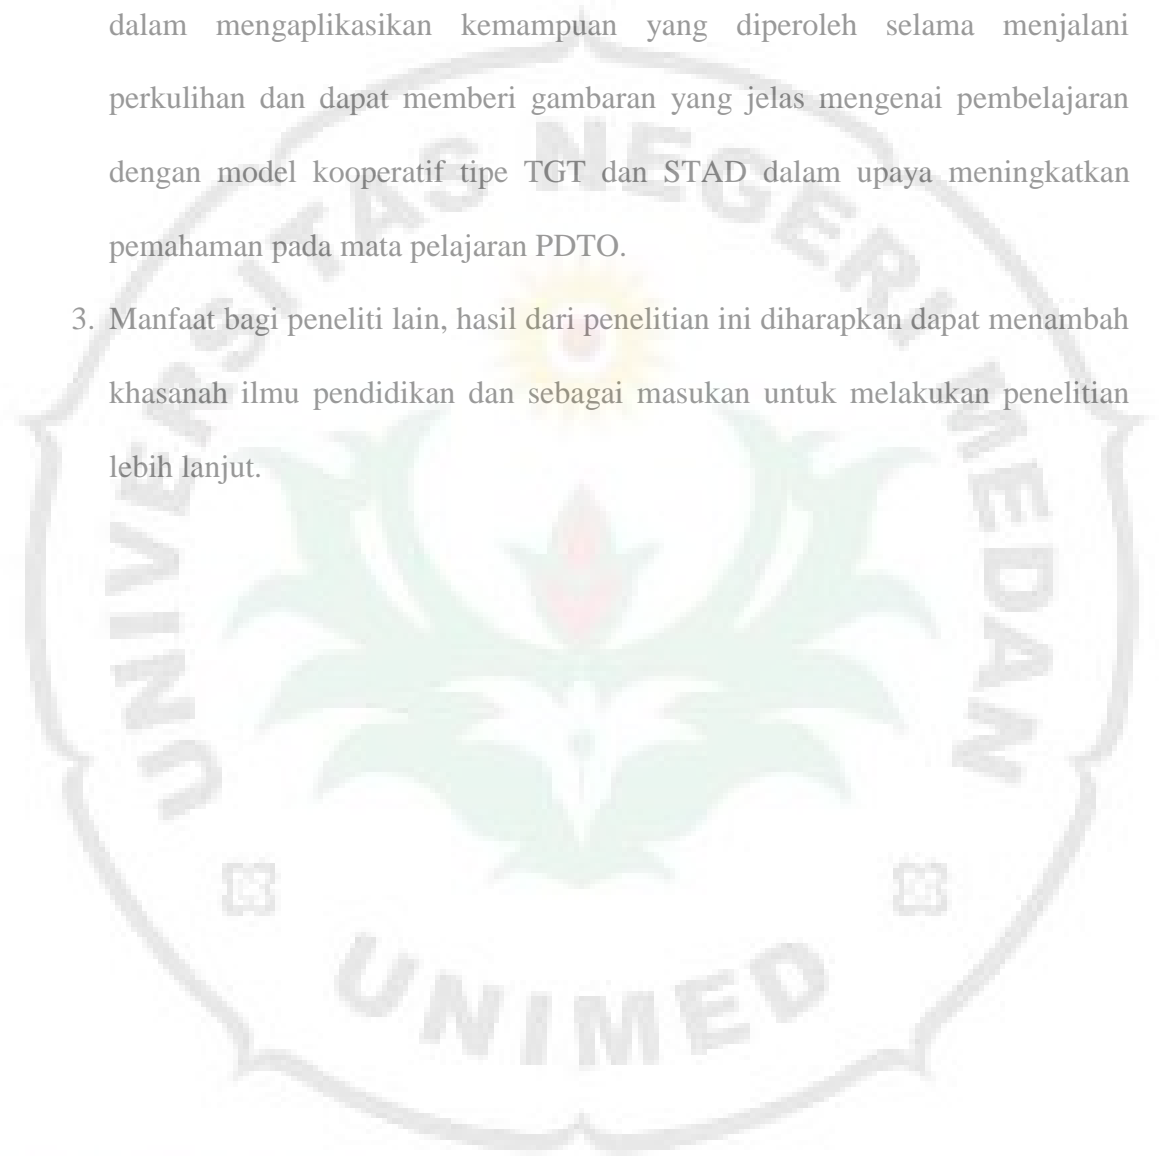 dalam mengaplikasikan kemampuan yang diperoleh selama menjalani
perkulihan dan dapat memberi gambaran yang jelas mengenai pembelajaran
dengan model kooperatif tipe TGT dan STAD dalam upaya meningkatkan
pemahaman pada mata pelajaran PDTO.
3. Manfaat bagi peneliti lain, hasil dari penelitian ini diharapkan dapat menambah
khasanah ilmu pendidikan dan sebagai masukan untuk melakukan penelitian
lebih lanjut.
UNIVERSITAS NEGERI MEDAN
UNIMED